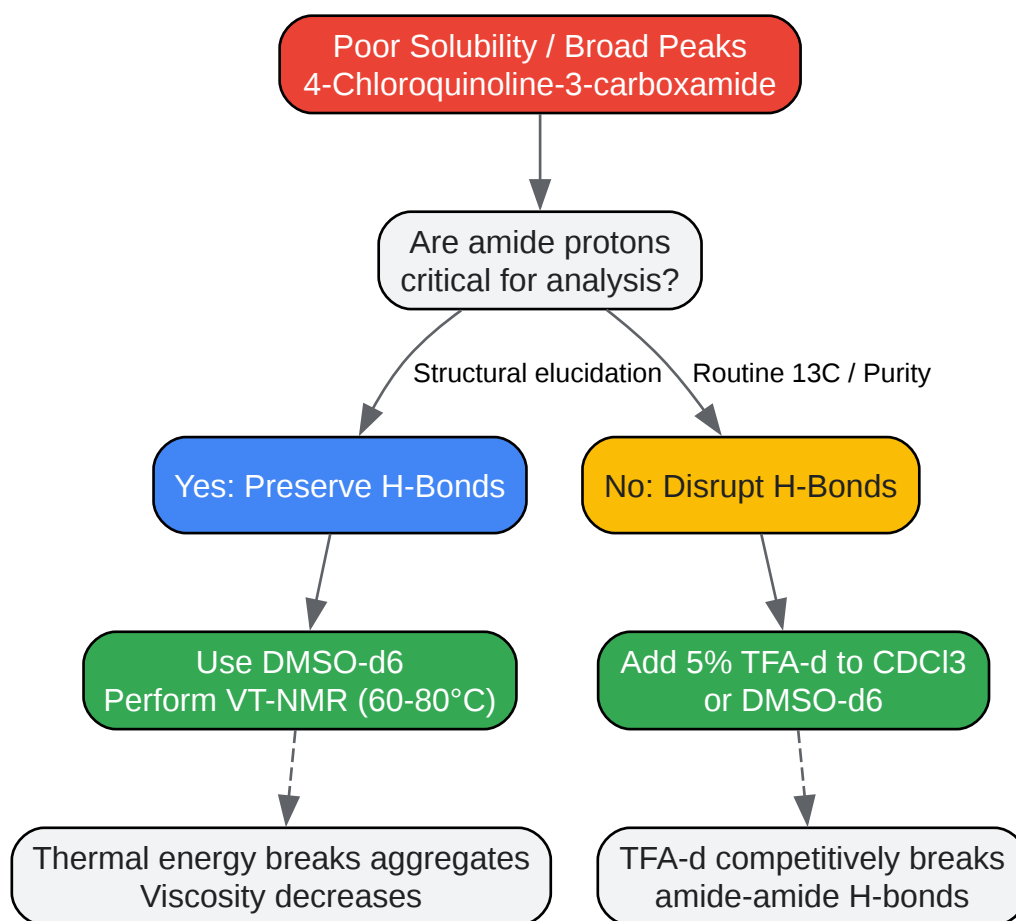 Poor Solubility / Broad Peaks
4-Chloroquinoline-3-carboxamide
Are amide protons
critical for analysis?
Structural elucidation
Routine 13C / Purity
Yes: Preserve H-Bonds
No: Disrupt H-Bonds
Use DMSO-d6
Perform VT-NMR (60-80°C)
Add 5% TFA-d to CDCl3
or DMSO-d6
Thermal energy breaks aggregates
Viscosity decreases
TFA-d competitively breaks
amide-amide H-bonds